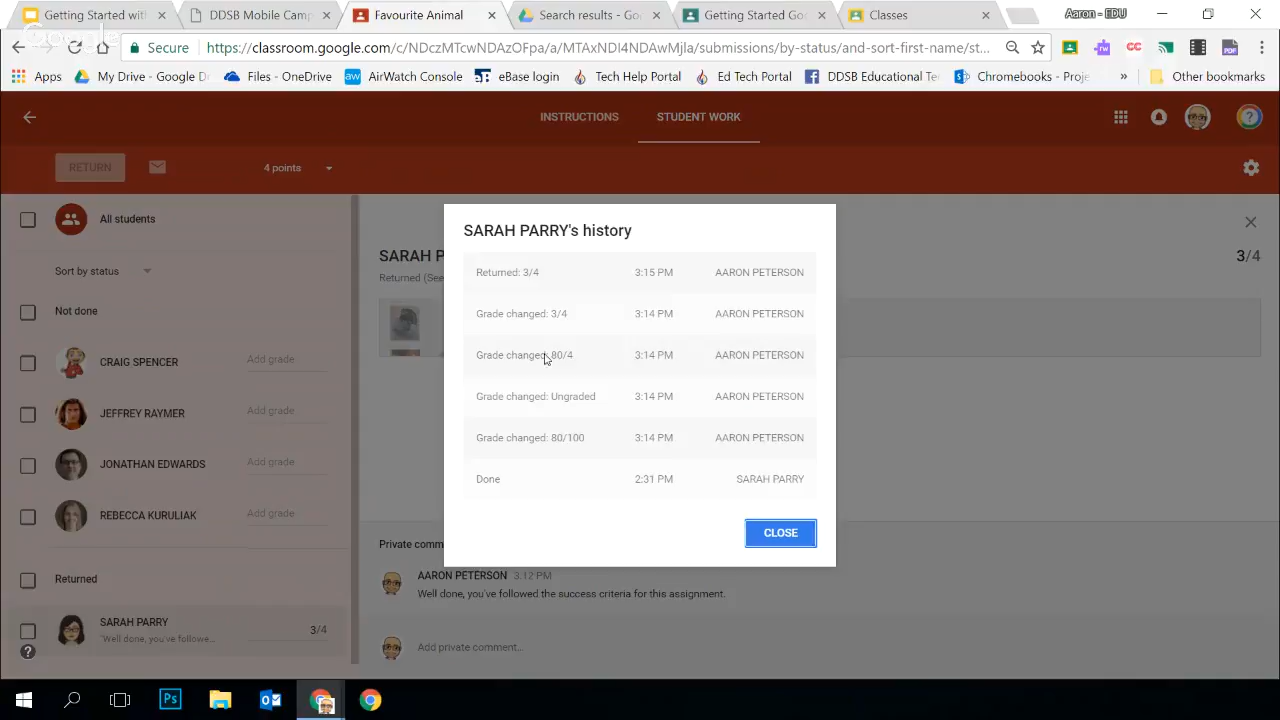 Getting Started with
DDSB Mobile Camp
Favourite Animal
Search results - Goo
Getting Started Goo
Classes
Aaron - EDU
Google
Secure
https://classroom.google.com/c/NDczMTcwNDAzOFpa/a/MTAxNDI4NDAwMjla/submissions/by-status/and-sort-first-name/st...
Apps
My Drive - Google Dr
Files - OneDrive
AirWatch Console
eBase login
Tech Help Portal
Ed Tech Portal
DDSB Educational Te
Chromebooks - Proje
»
Other bookmarks
INSTRUCTIONS
STUDENT WORK
RETURN
4 points
All students
Sort by status
Not done
CRAIG SPENCER
Add grade
JEFFREY RAYMER
Add grade
JONATHAN EDWARDS
Add grade
REBECCA KURULIAK
Add grade
Returned
SARAH PARRY
3/4
"Well done, you've followe...
SARAH P
3/4
Returned (See
SARAH PARRY's history
Returned: 3/4 3:15 PM AARON PETERSON
Grade changed: 3/4 3:14 PM AARON PETERSON
Grade changed: 80/4 3:14 PM AARON PETERSON
Grade changed: Ungraded 3:14 PM AARON PETERSON
Grade changed: 80/100 3:14 PM AARON PETERSON
Done 2:31 PM SARAH PARRY
CLOSE
Private comm
AARON PETERSON 3:12 PM
Well done, you've followed the success criteria for this assignment.
Add private comment...